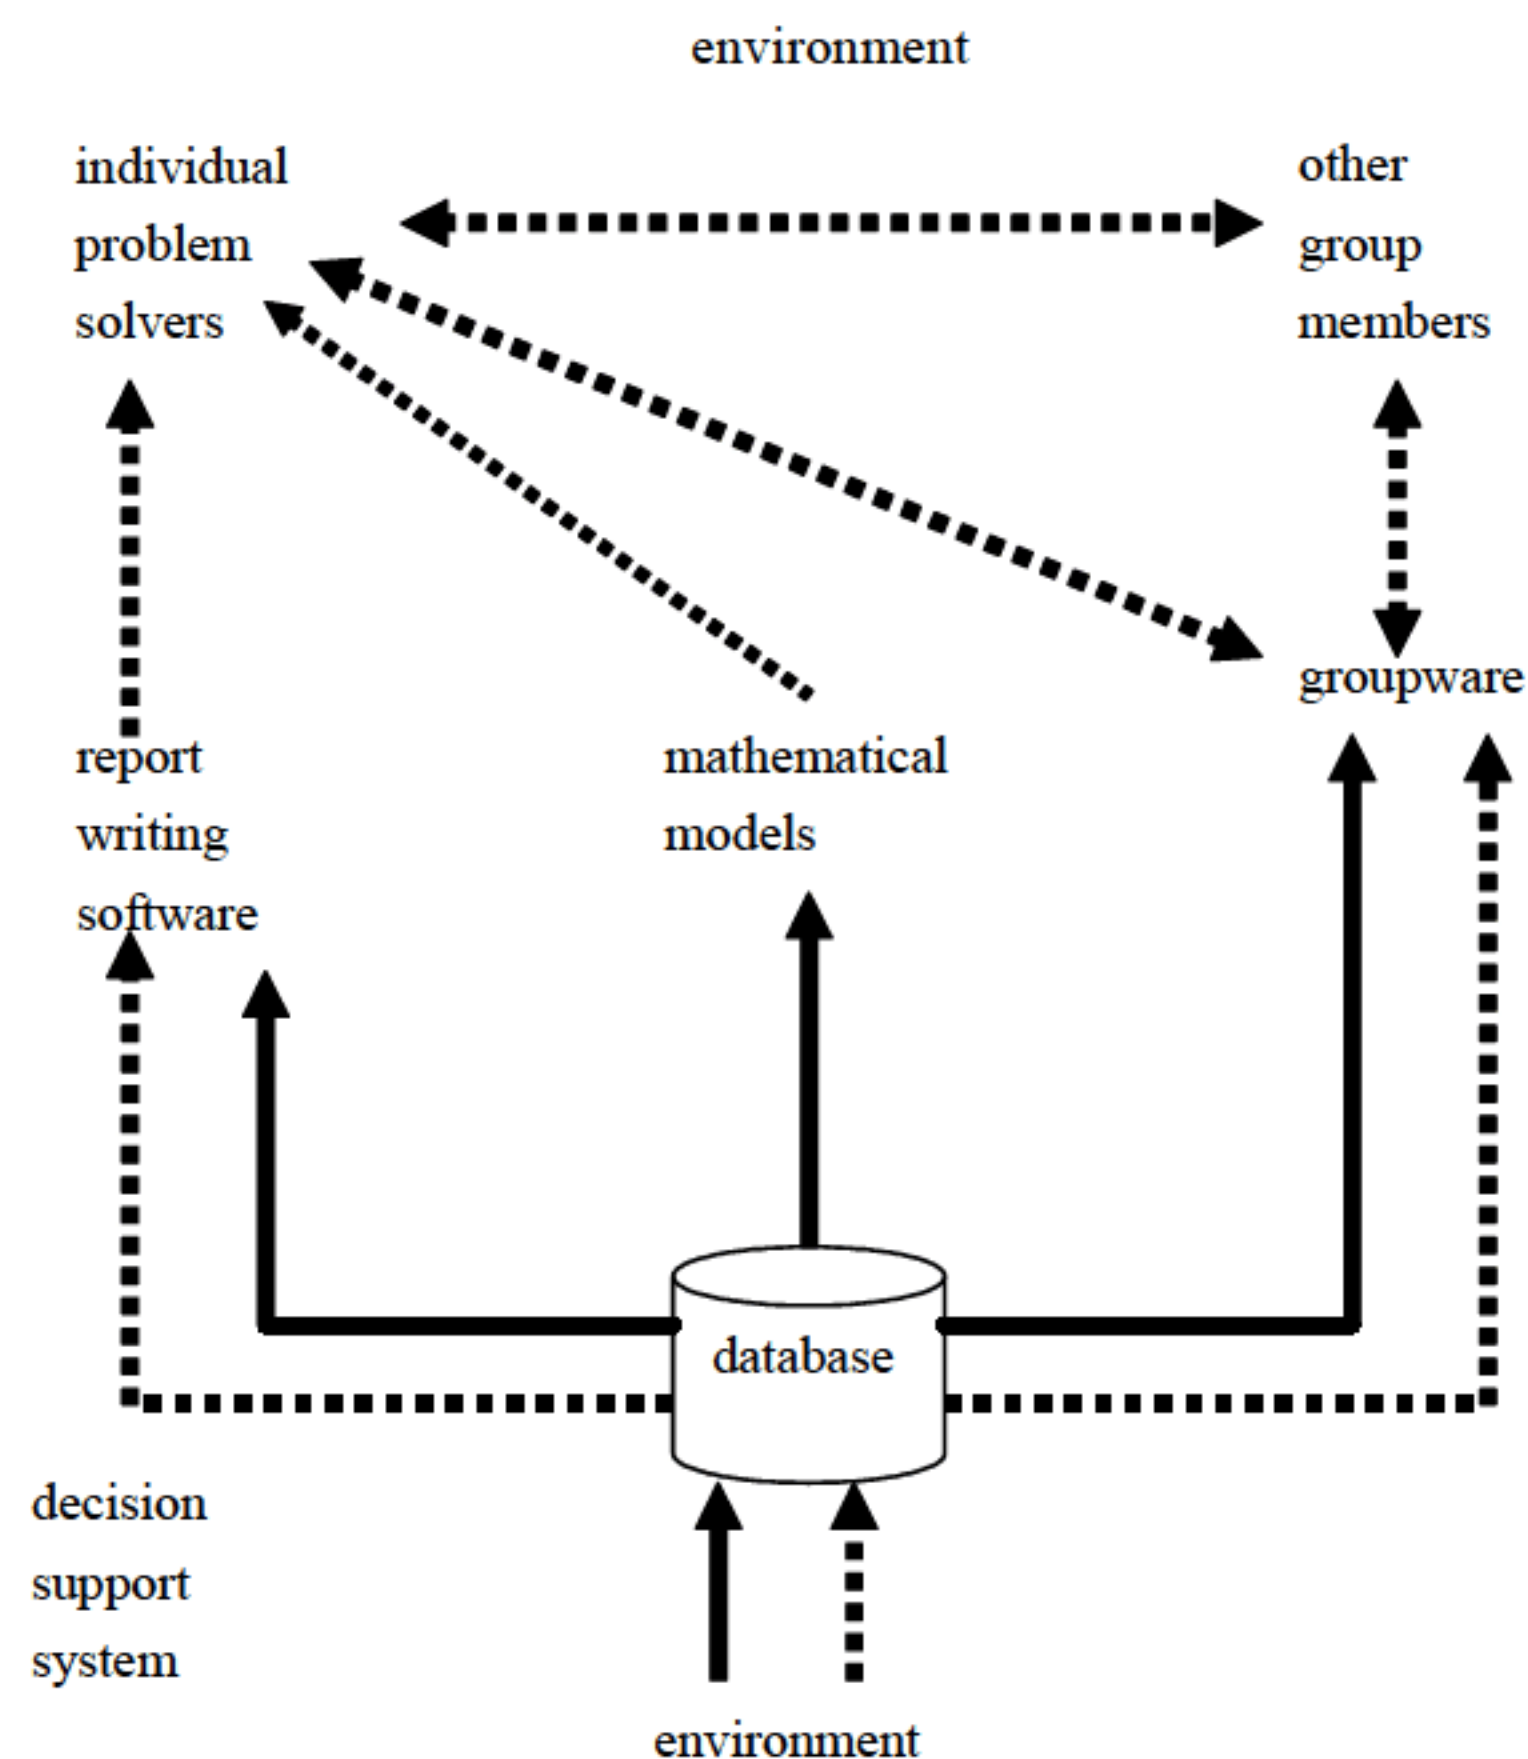 environment
individual
problem
solvers
other
group
members
groupware
report
writing
software
mathematical
models
database
decision
support
system
environment